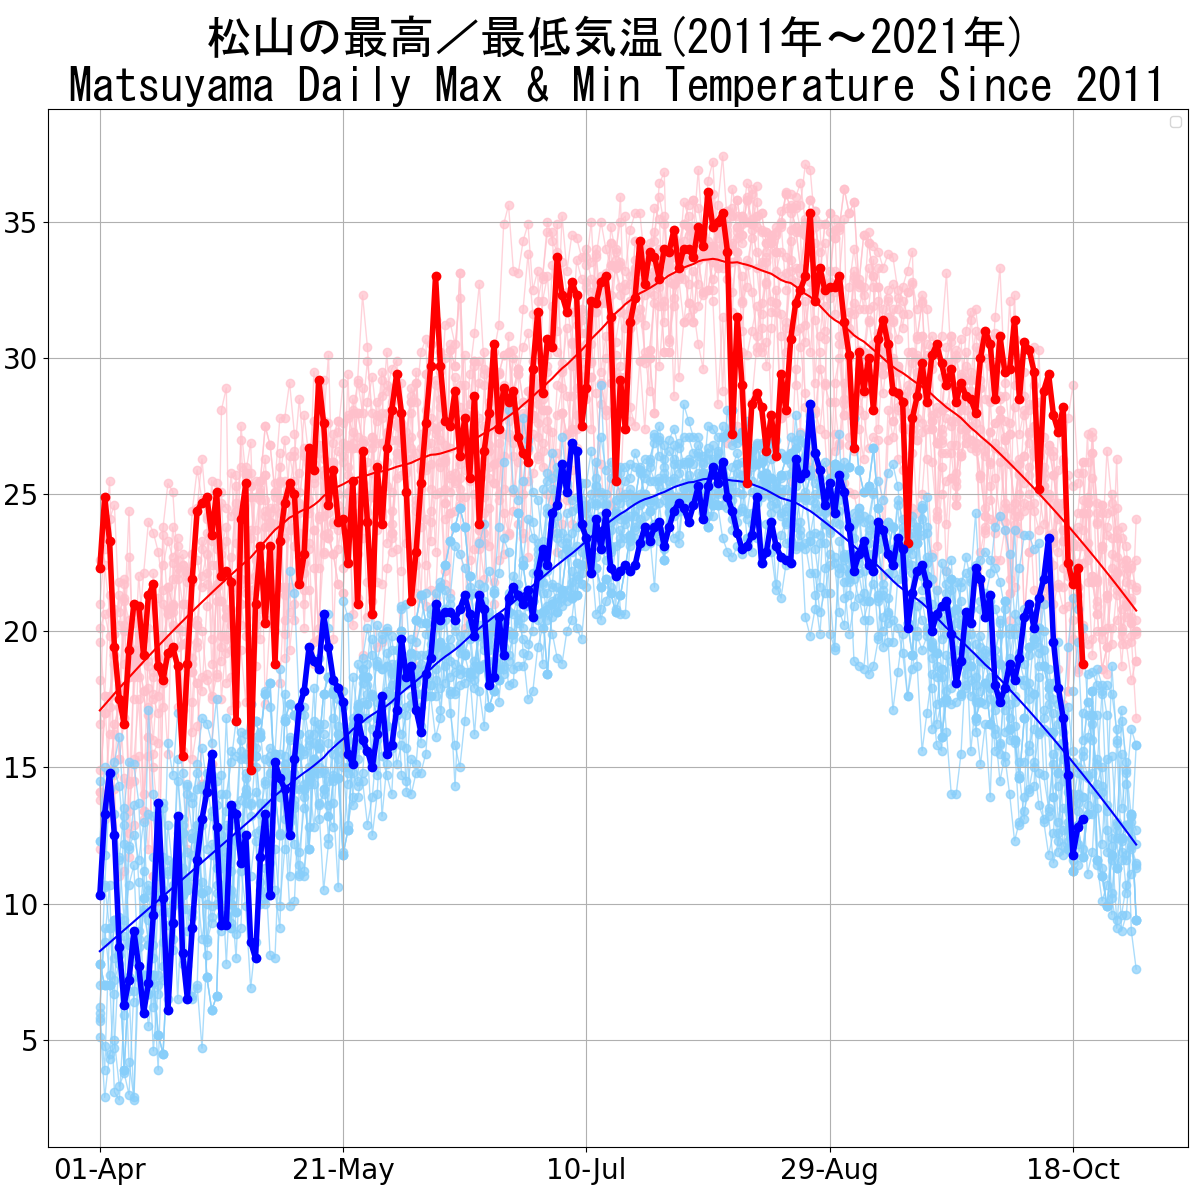 松山の最高／最低気温(2011年～2021年)
Matsuyama Daily Max & Min Temperature Since 2011
35
30
25
20
15
10
5
01-Apr 21-May 10-Jul 29-Aug 18-Oct